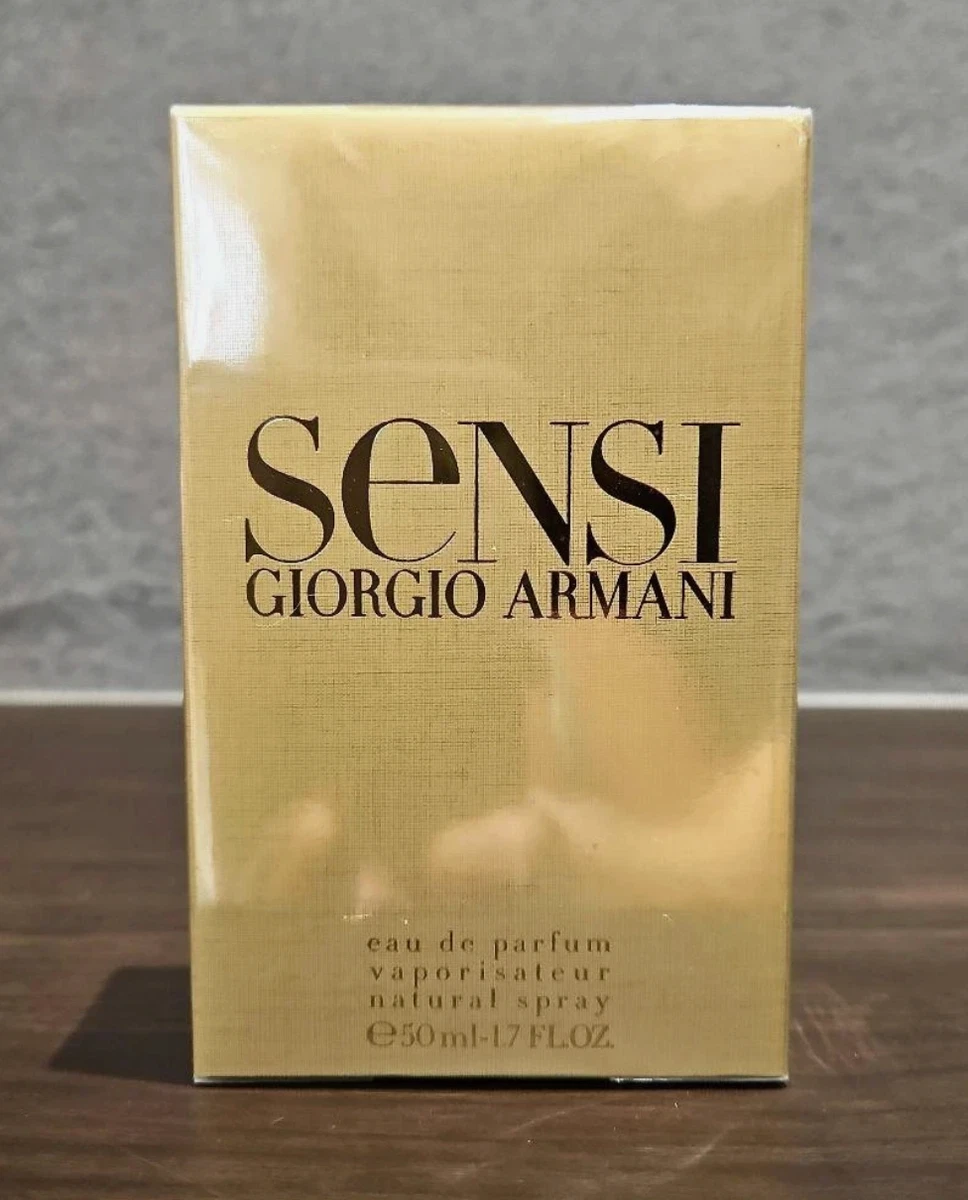 SeNSI
GIORGIO ARMANI
eau de parfum
vaporisateur
natural spray
℮50 ml-1.7 FL.OZ.